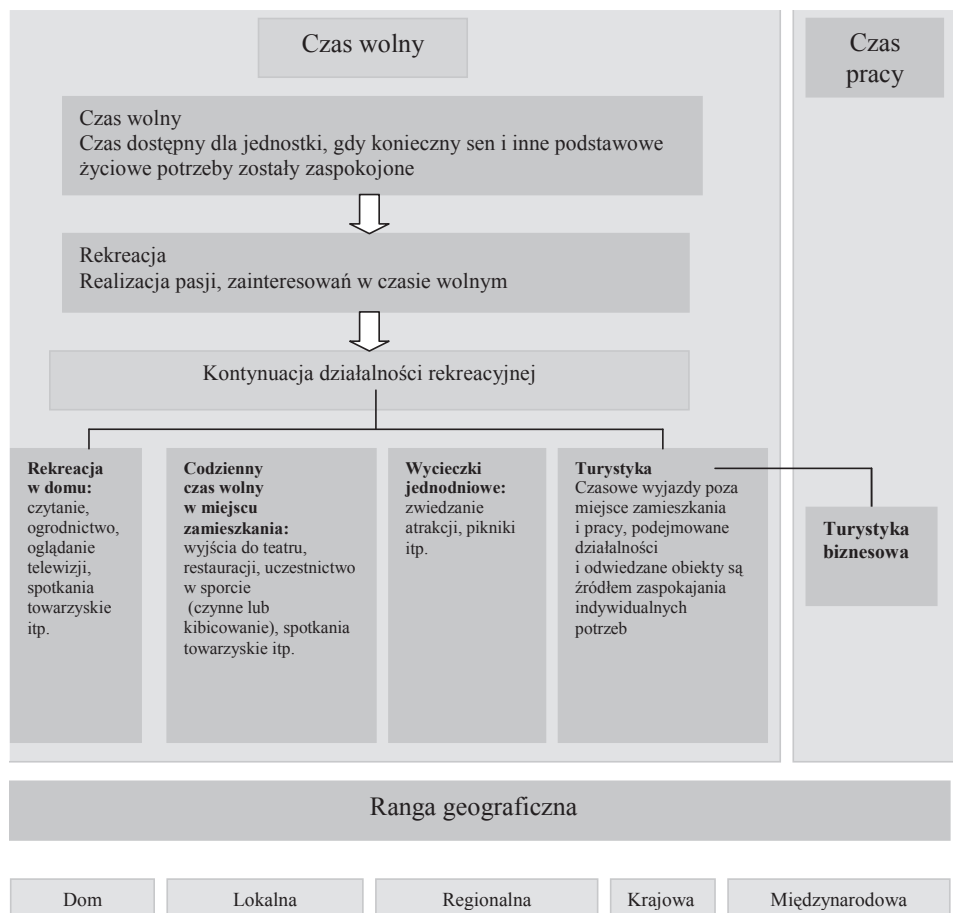 Czas wolny
Czas
pracy
Czas wolny
Czas dostępny dla jednostki, gdy konieczny sen i inne podstawowe
życiowe potrzeby zostały zaspokojone
Rekreacja
Realizacja pasji, zainteresowań w czasie wolnym
Kontynuacja działalności rekreacyjnej
Rekreacja
w domu:
czytanie,
ogrodnictwo,
oglądanie
telewizji,
spotkania
towarzyskie
itp.
Codzienny
czas wolny
w miejscu
zamieszkania:
wyjścia do teatru,
restauracji, uczestnictwo
w sporcie
(czynne lub
kibicowanie), spotkania
towarzyskie itp.
Wycieczki
jednodniowe:
zwiedzanie
atrakcji, pikniki
itp.
Turystyka
Czasowe wyjazdy poza
miejsce zamieszkania
i pracy, podejmowane
działalności
i odwiedzane obiekty są
źródłem zaspokajania
indywidualnych
potrzeb
Turystyka
biznesowa
Ranga geograficzna
Dom
Lokalna
Regionalna
Krajowa
Międzynarodowa